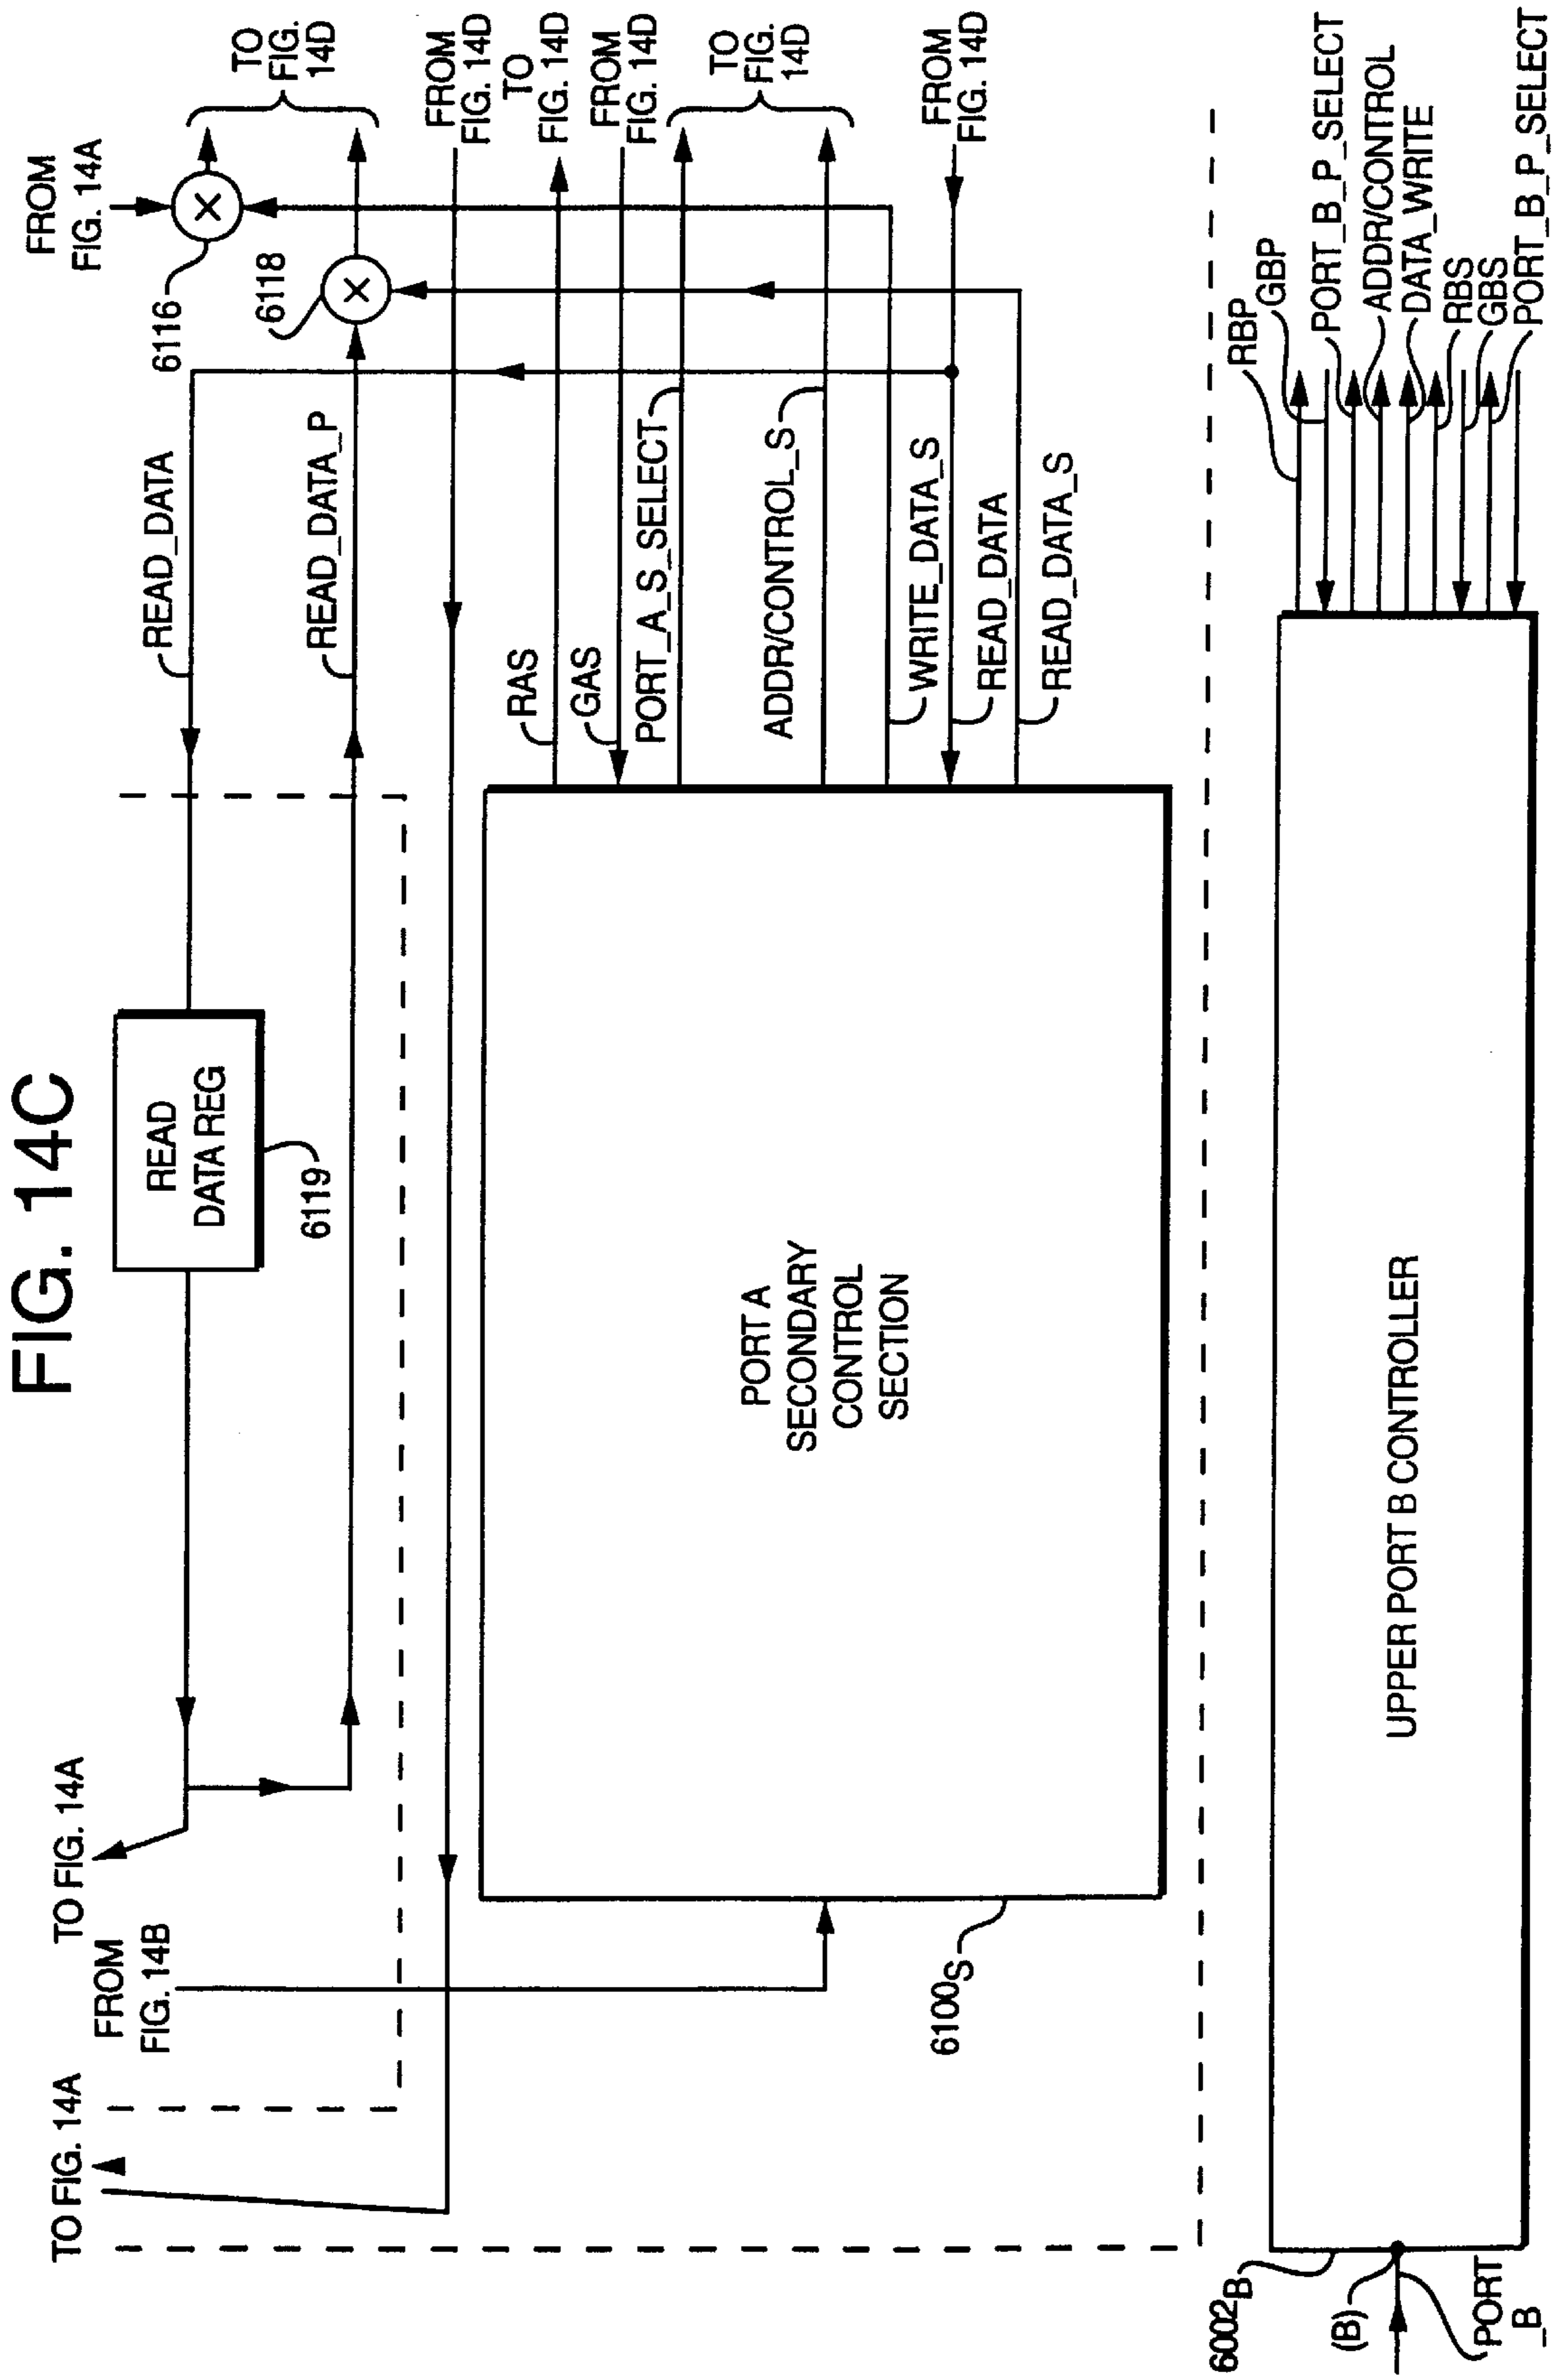 FIG. 14C
TO FIG. 14A
FROM
FIG. 14B
TO FIG. 14A
READ
DATA REG
6119
READ_DATA
READ_DATA_P
6116
6118
FROM
FIG. 14A
TO
FIG.
14D
FROM
FIG. 14D
TO
FIG. 14D
FROM
FIG. 14D
TO
FIG.
14D
FROM
FIG. 14D
RAS
GAS
PORT_A_S_SELECT
ADDR/CONTROL_S
WRITE_DATA_S
READ_DATA
READ_DATA_S
PORT A
SECONDARY
CONTROL
SECTION
6100S
6002B
(B)
PORT
_B
UPPER PORT B CONTROLLER
RBP
GBP
PORT_B_P_SELECT
ADDR/CONTROL
DATA_WRITE
RBS
GBS
PORT_B_P_SELECT